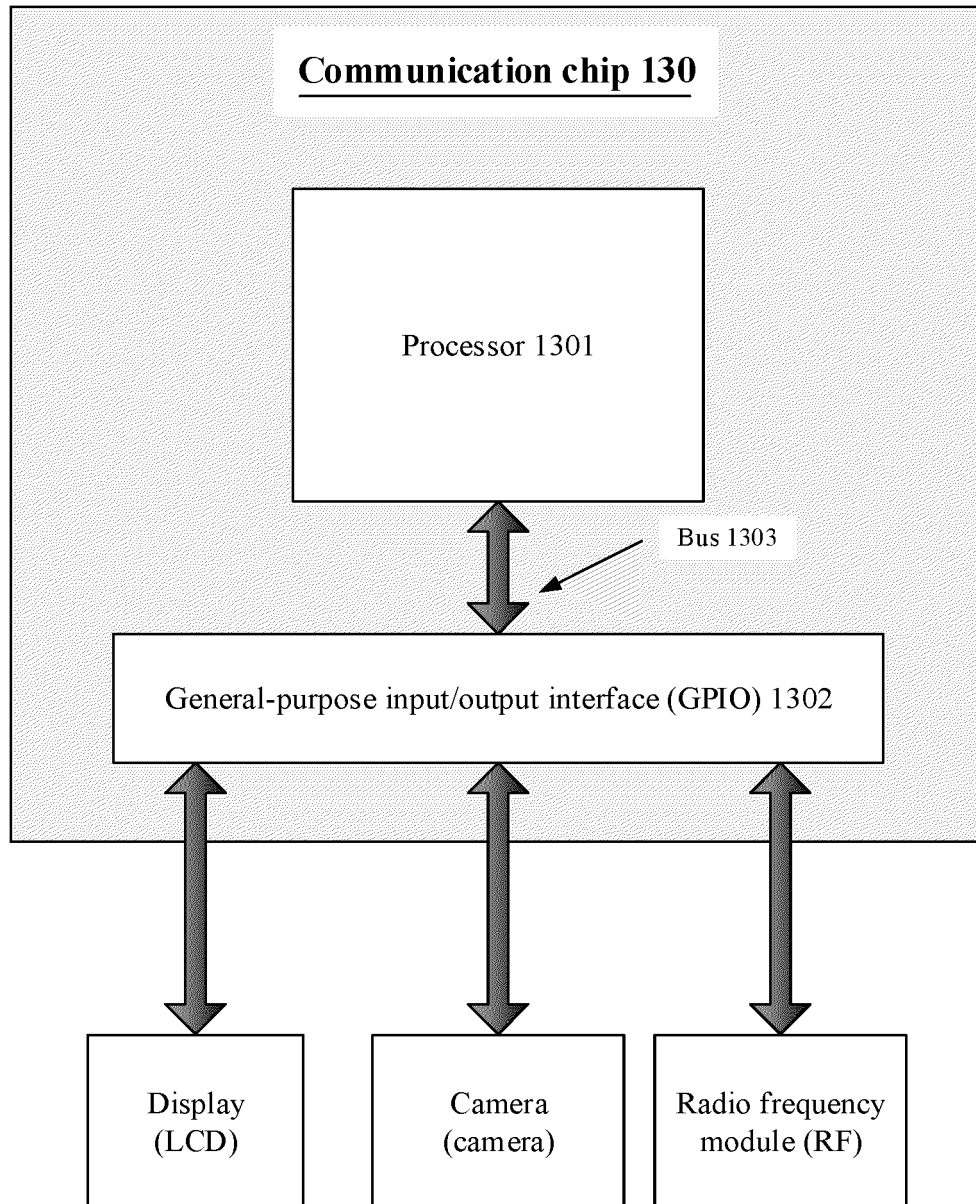 Communication chip 130
Processor 1301
Bus 1303
General-purpose input/output interface (GPIO) 1302
Display
(LCD)
Camera
(camera)
Radio frequency
module (RF)